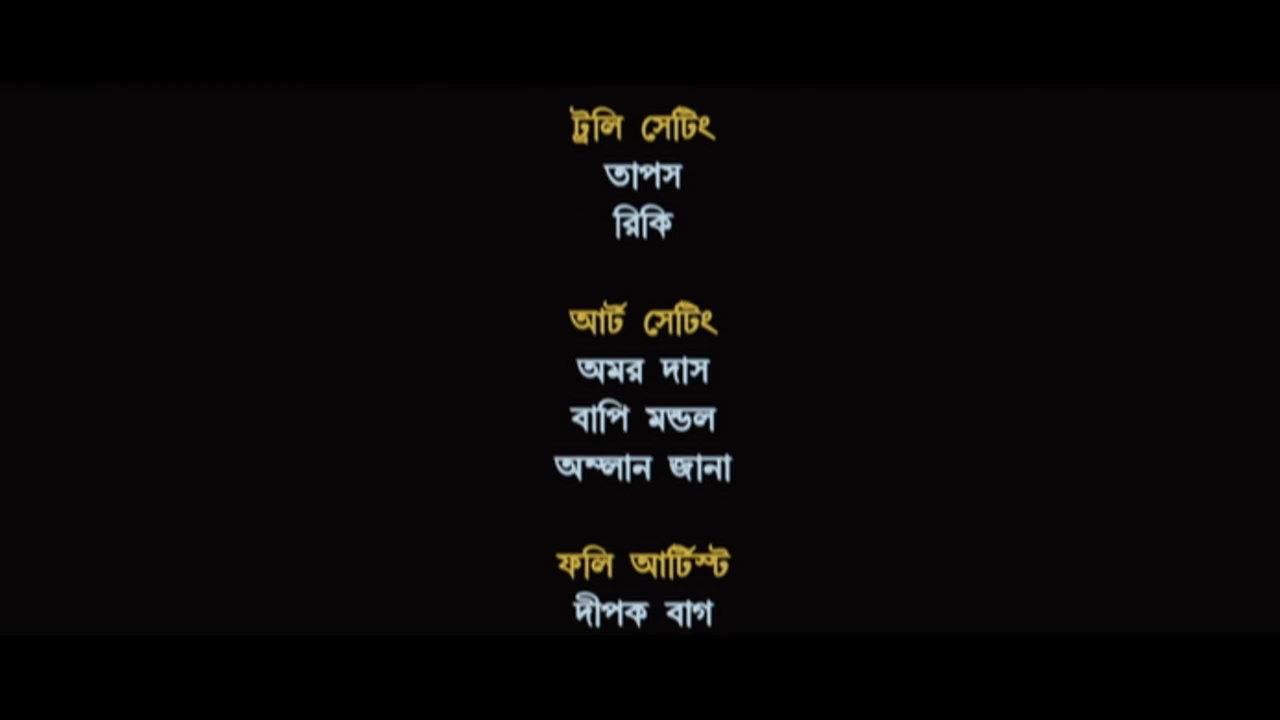 ট্রলি সেটিং
তাপস
রিকি
আর্ট সেটিং
অমর দাস
বাপি মন্ডল
অম্লান জানা
ফলি আর্টিস্ট
দীপক বাগ